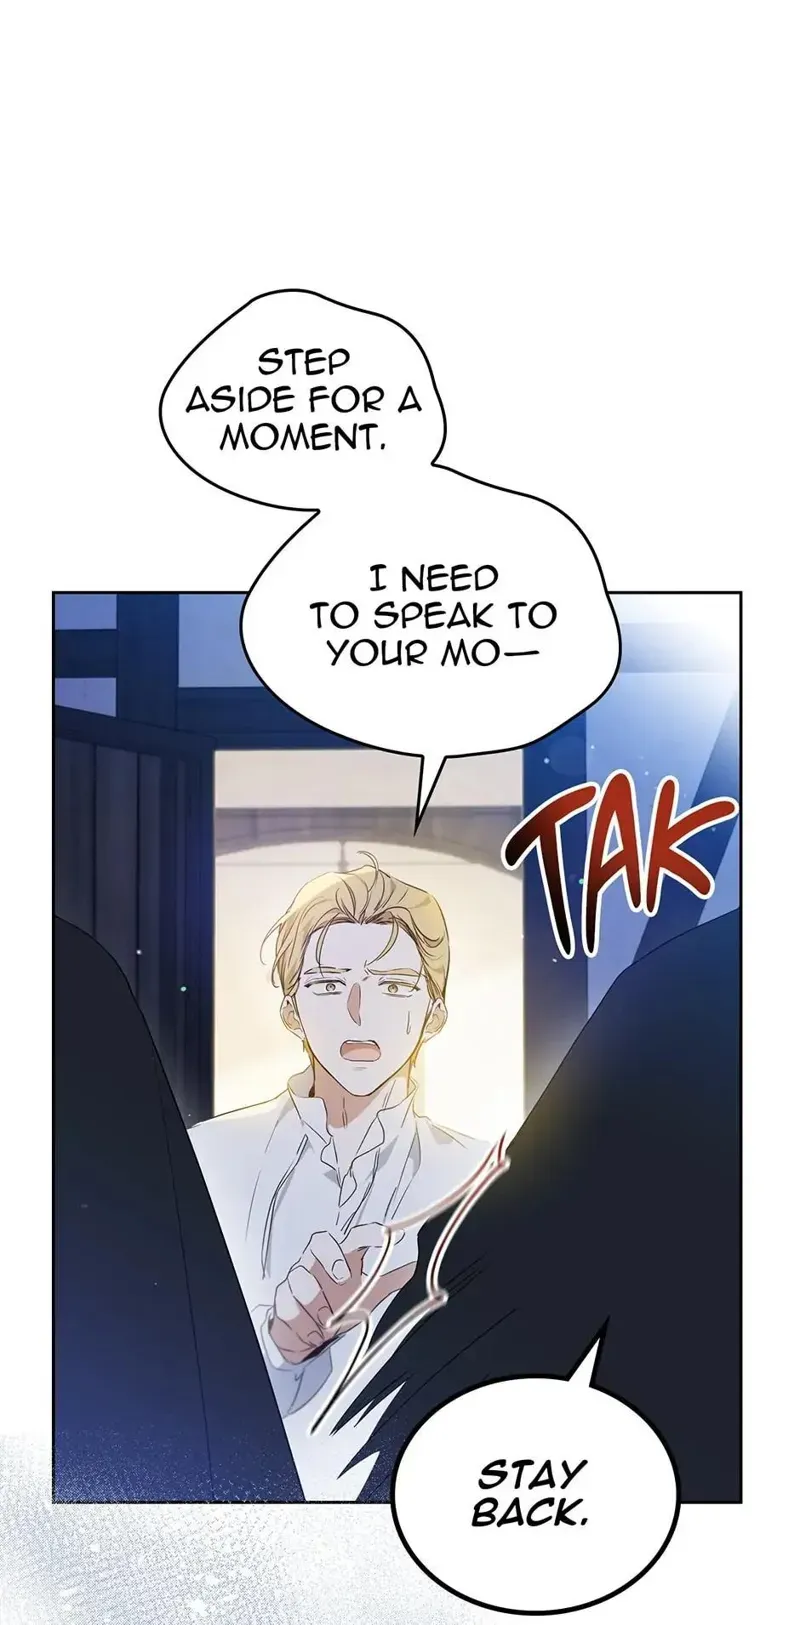 STEP
ASIDE FOR A
MOMENT.
I NEED
TO SPEAK TO
YOUR MO—
TAK
STAY
BACK.